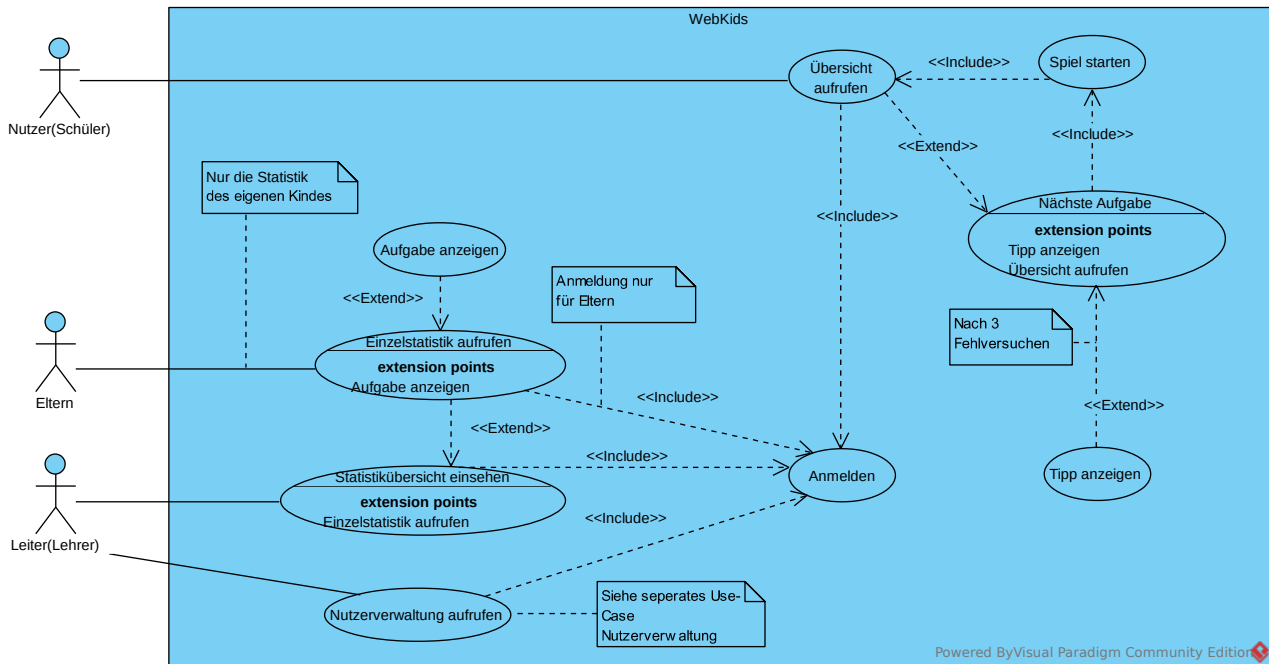 WebKids
Nutzer(Schüler)
Übersicht
aufrufen
<<Include>>
Spiel starten
<<Include>>
<<Extend>>
Nur die Statistik
des eigenen Kindes
<<Include>>
Nächste Aufgabe
extension points
Tipp anzeigen
Übersicht aufrufen
Aufgabe anzeigen
<<Extend>>
Anmeldung nur
für Eltern
Nach 3
Fehlversuchen
Einzelstatistik aufrufen
extension points
Aufgabe anzeigen
Eltern
<<Include>>
<<Extend>>
<<Extend>>
<<Include>>
Statistikübersicht einsehen
extension points
Einzelstatistik aufrufen
Anmelden
Tipp anzeigen
Leiter(Lehrer)
<<Include>>
Nutzerverwaltung aufrufen
Siehe seperates Use-
Case
Nutzerverwaltung
Powered ByVisual Paradigm Community Edition